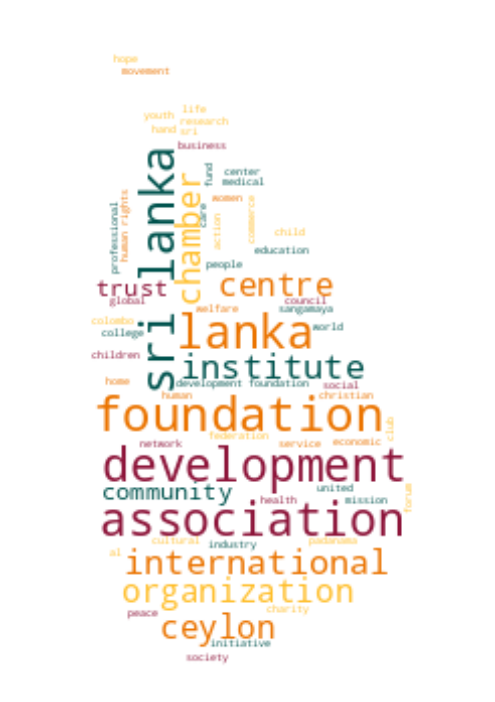 hope
movement
life
youth
research
hand sri
business
sri lanka
fund
center
medical
chamber
care
women
human rights
professional
action
commerce
child
education
people
trust
centre
global
council
welfare
sangamaya
colombo
lanka
world
college
children
institute
home
development foundation
social
human
christian
foundation
club
federation
network
service
economic
development
community
united
health
mission
forum
association
cultural
industry
padanama
al
international
organization
charity
peace
ceylon
initiative
society